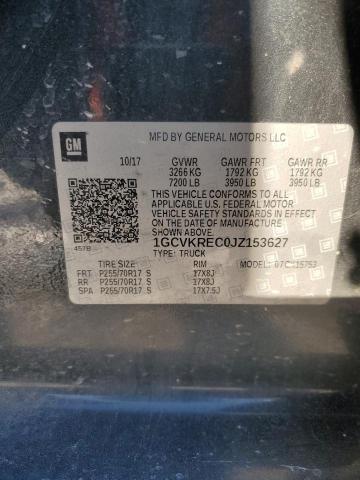 GM
MFD BY GENERAL MOTORS LLC
10/17 GVWR GAWR FRT GAWR RR
3266 KG 1792 KG 1792 KG
7200 LB 3950 LB 3950 LB
THIS VEHICLE CONFORMS TO ALL
APPLICABLE U.S. FEDERAL MOTOR
VEHICLE SAFETY STANDARDS IN EFFECT
ON THE DATE OF MANUFACTURE
SHOWN ABOVE.
1GCVKREC0JZ153627
457B TYPE: TRUCK
TIRE SIZE RIM MODEL:
FRT P255/70R17 S 17X8J
RR P255/70R17 S 17X8J
SPA P255/70R17 S 17X7.5J